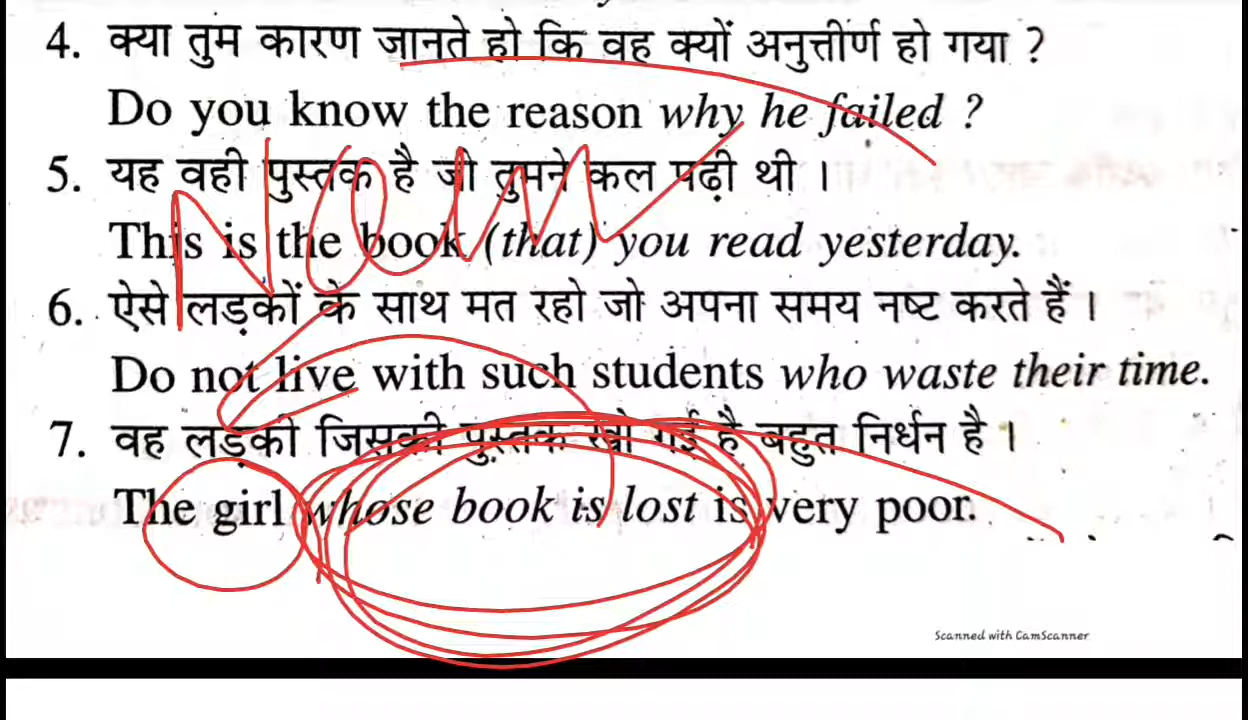 4. क्या तुम कारण जानते हो कि वह क्यों अनुत्तीर्ण हो गया ?
Do you know the reason why he failed ?
5. यह वही पुस्तक है जो तुमने कल पढ़ी थी ।
This is the book (that) you read yesterday.
Noun
6. ऐसे लड़कों के साथ मत रहो जो अपना समय नष्ट करते हैं ।
Do not live with such students who waste their time.
7. वह लड़की जिसकी पुस्तक खो गई है बहुत निर्धन है ।
The girl whose book is lost is very poor.
Scanned with CamScanner